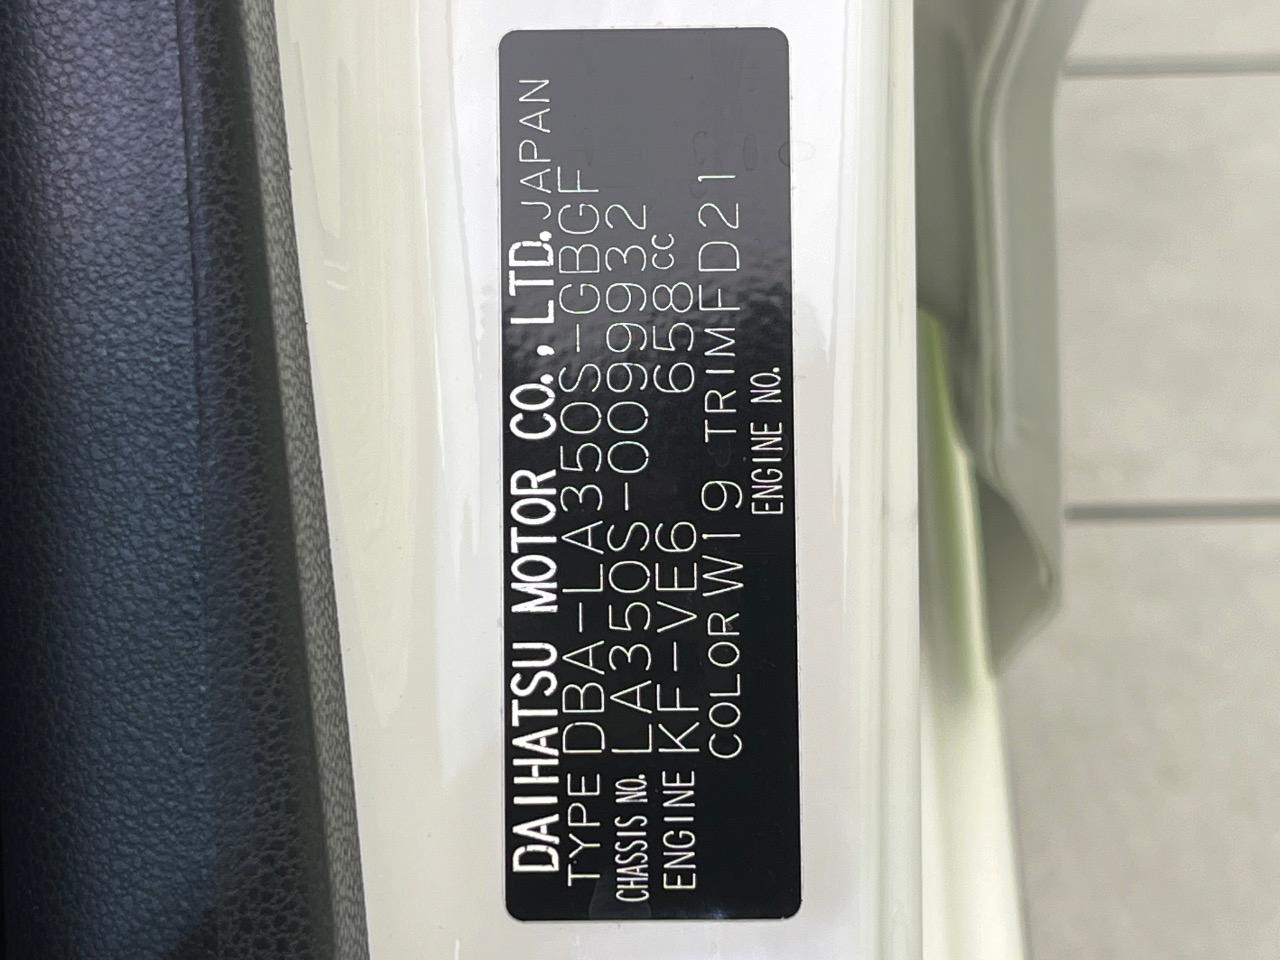 DAIHATSU MOTOR CO., LTD. JAPAN
TYPE DBA-LA350S-GBGF
CHASSIS NO. LA350S-0099932
ENGINE KF-VE6 658cc
COLOR W19 TRIM FD21
ENGINE NO.